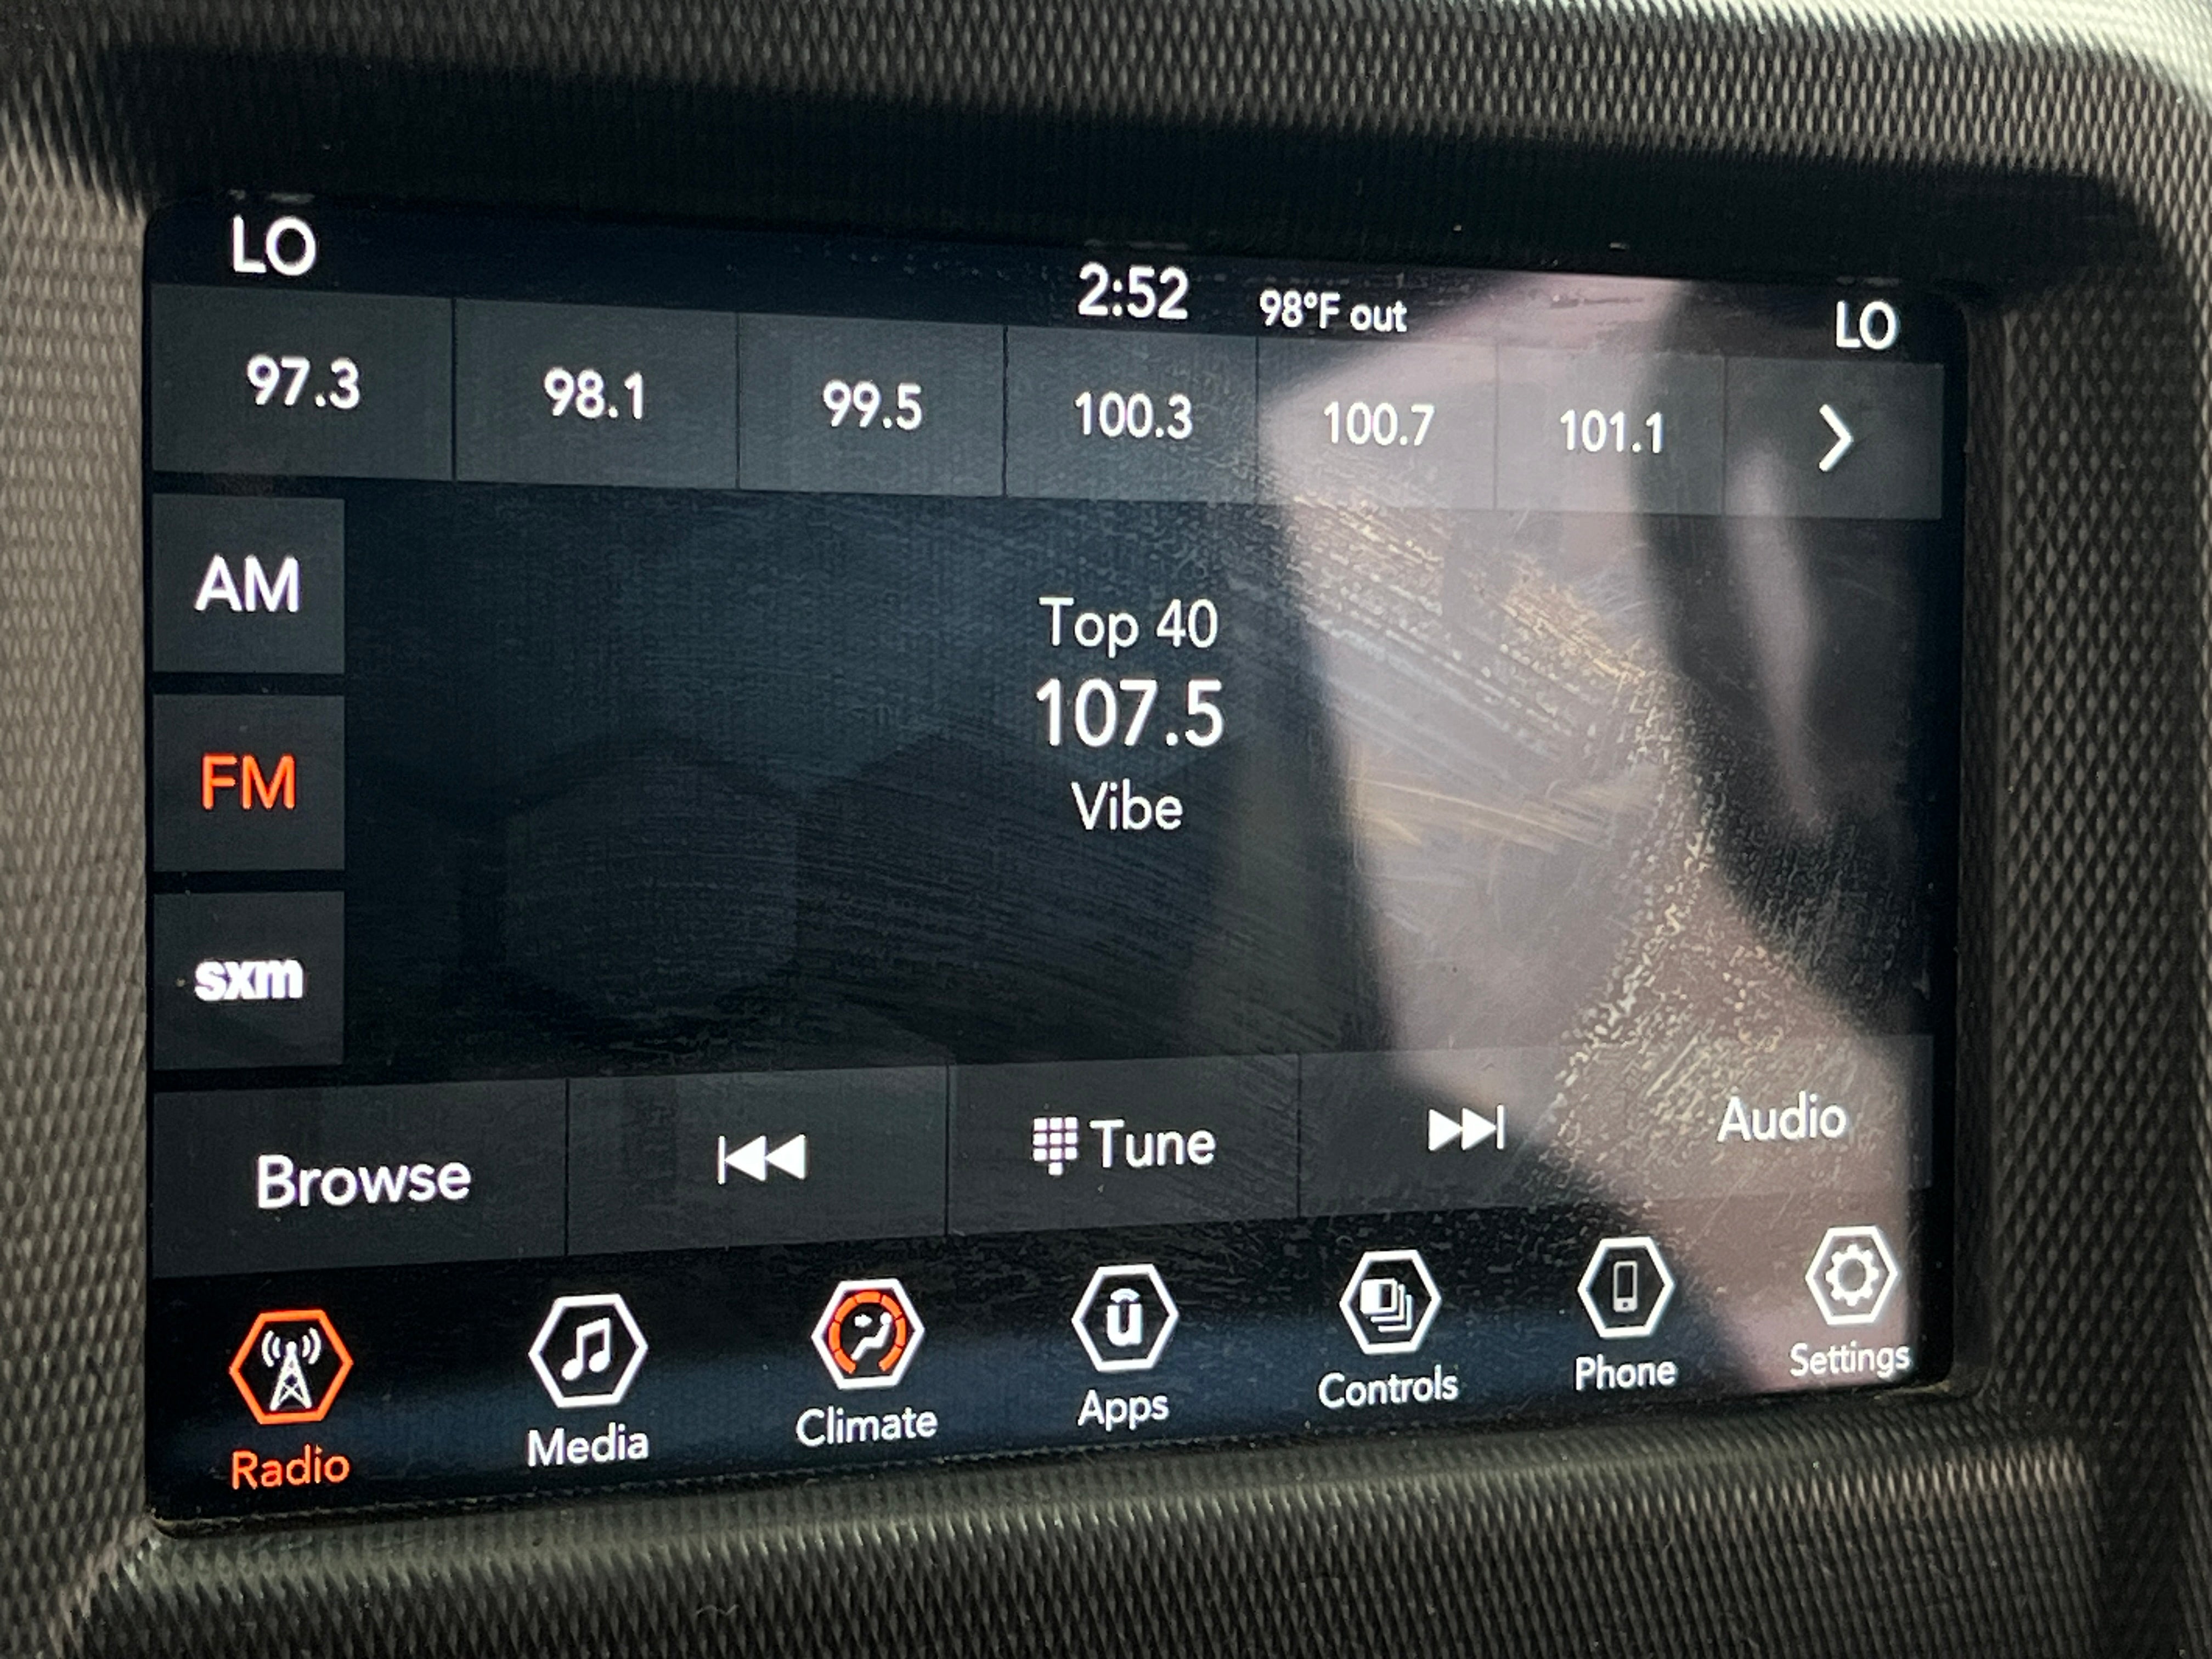 LO 2:52 98°F out LO
97.3 98.1 99.5 100.3 100.7 101.1
AM
Top 40
107.5
FM
Vibe
sxm
Browse Tune Audio
Radio Media Climate Apps Controls Phone Settings